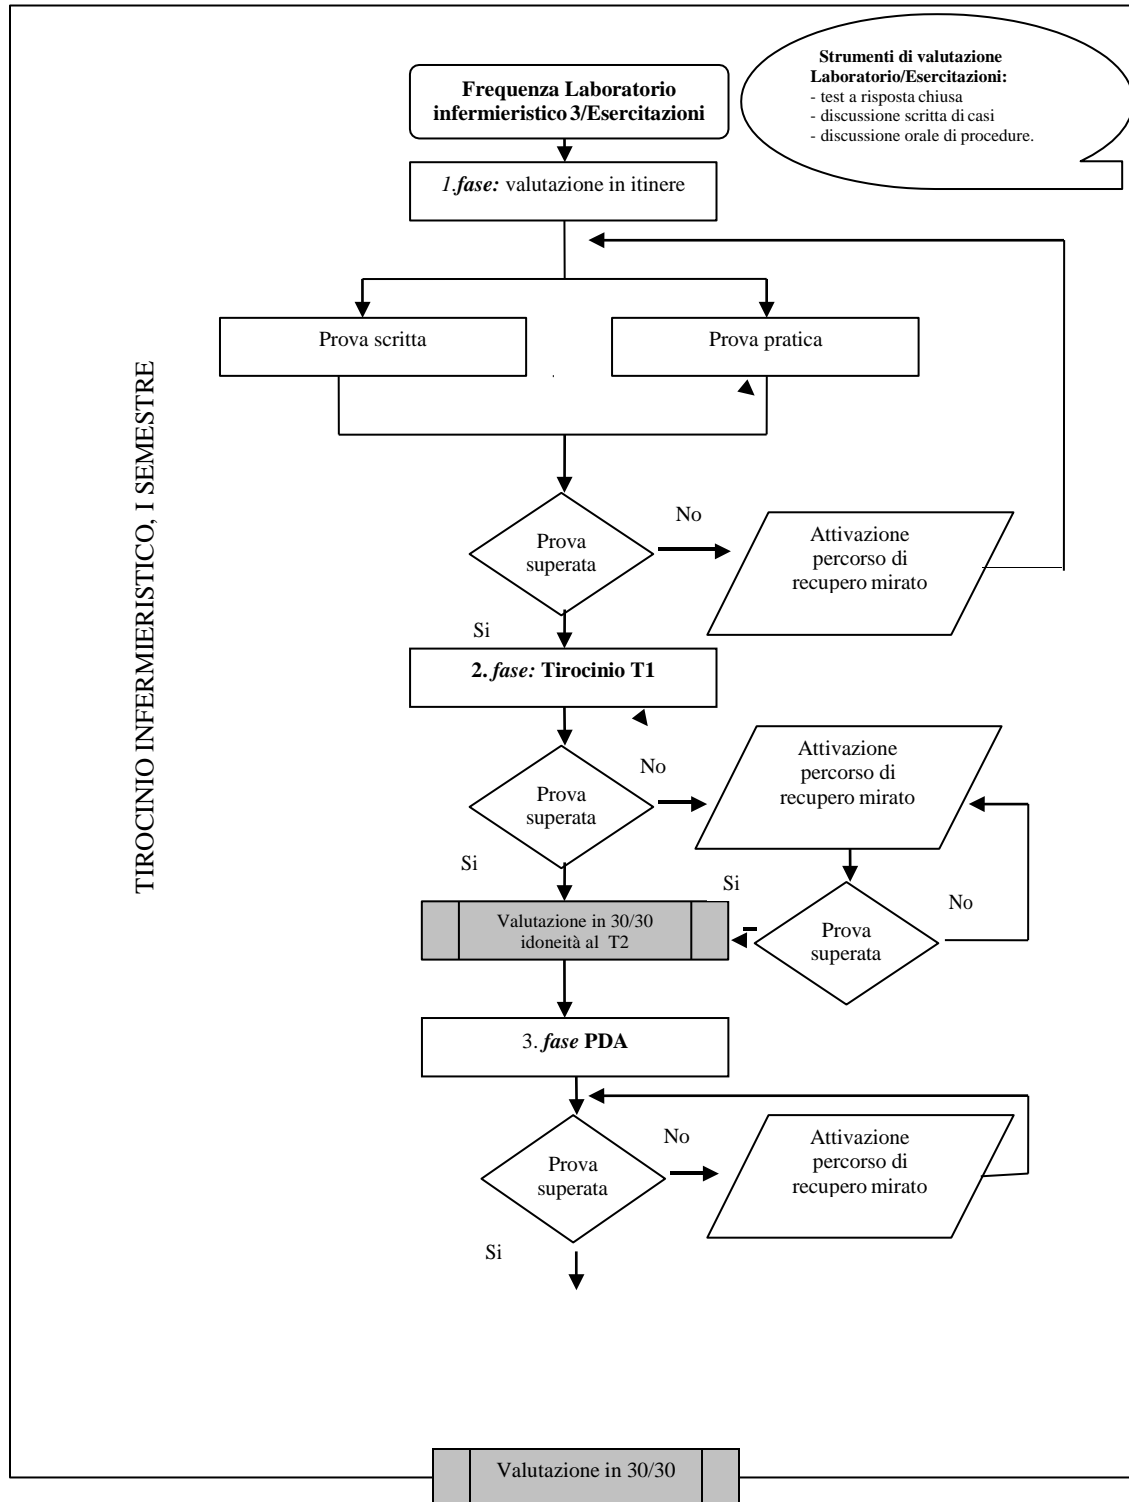 Strumenti di valutazione
Laboratorio/Esercitazioni:
- test a risposta chiusa
- discussione scritta di casi
- discussione orale di procedure.
Frequenza Laboratorio
infermieristico 3/Esercitazioni
1.fase: valutazione in itinere
Prova scritta
Prova pratica
TIROCINIO INFERMIERISTICO, I SEMESTRE
Prova
superata
No
Attivazione
percorso di
recupero mirato
Si
2. fase: Tirocinio T1
Prova
superata
No
Attivazione
percorso di
recupero mirato
Si
Si
No
Valutazione in 30/30
idoneità al T2
Prova
superata
3. fase PDA
Prova
superata
No
Attivazione
percorso di
recupero mirato
Si
Valutazione in 30/30